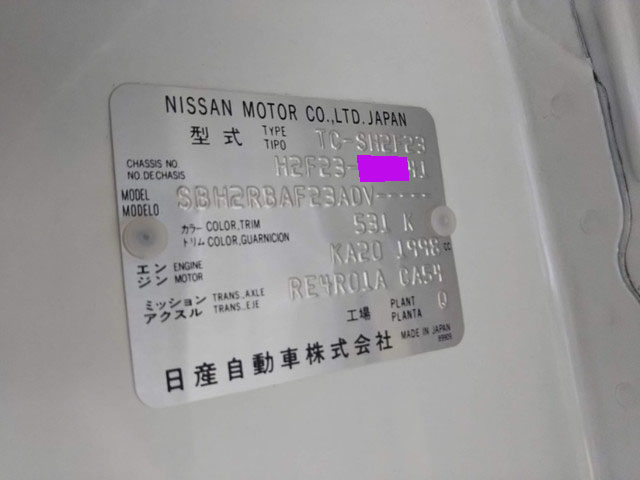 NISSAN MOTOR CO.,LTD.JAPAN
型式 TYPE TIPO TC-SH2F23
CHASSIS NO. NO.DECHASIS H2F23-
MODEL MODELO SBH2RBAF23ADV-----
カラー COLOR,TRIM トリム COLOR,GUARNICION 531 K
エンジン ENGINE MOTOR KA20 1998 cc
ミッション アクスル TRANS.,AXLE TRANS.,EJE RE4R01A CA54
工場 PLANT PLANTA Q
日産自動車株式会社 MADE IN JAPAN